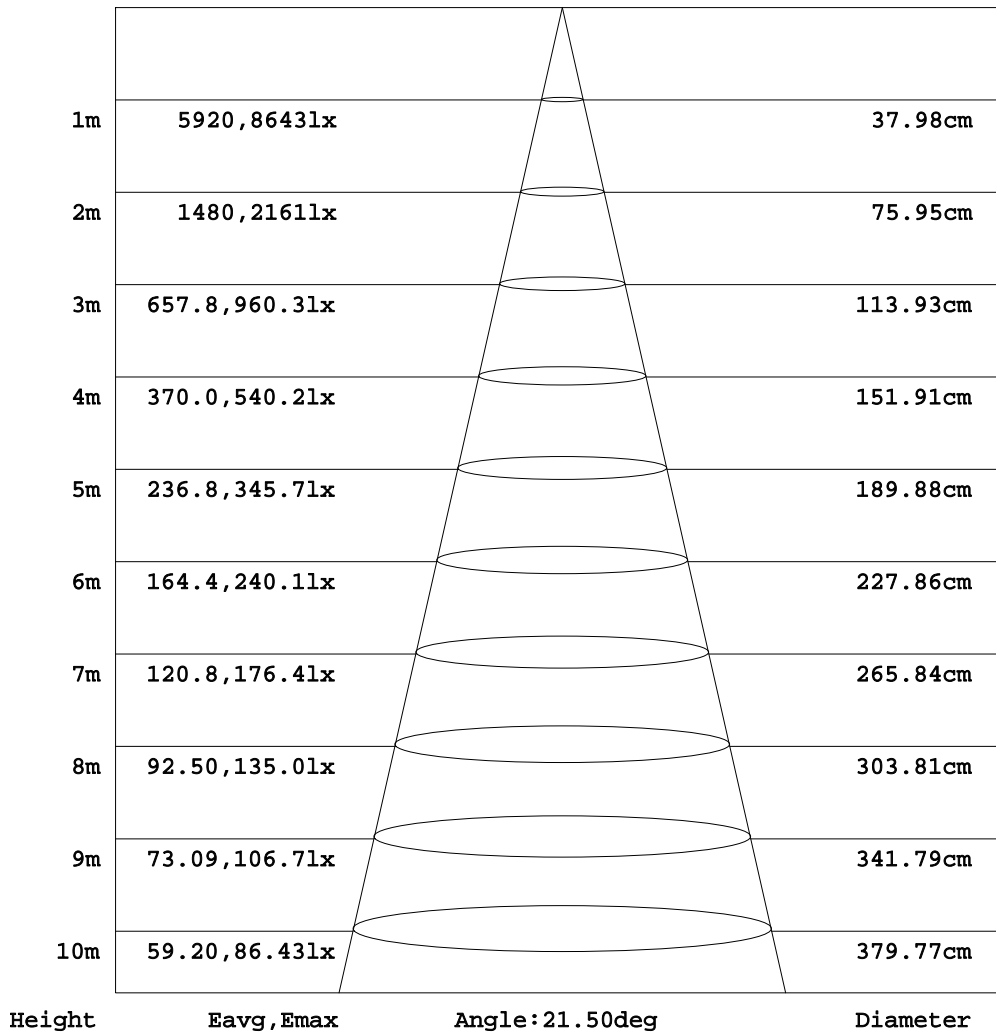 1m 5920,8643lx 37.98cm
2m 1480,2161lx 75.95cm
3m 657.8,960.3lx 113.93cm
4m 370.0,540.2lx 151.91cm
5m 236.8,345.7lx 189.88cm
6m 164.4,240.1lx 227.86cm
7m 120.8,176.4lx 265.84cm
8m 92.50,135.0lx 303.81cm
9m 73.09,106.7lx 341.79cm
10m 59.20,86.43lx 379.77cm
Height Eavg,Emax Angle:21.50deg Diameter